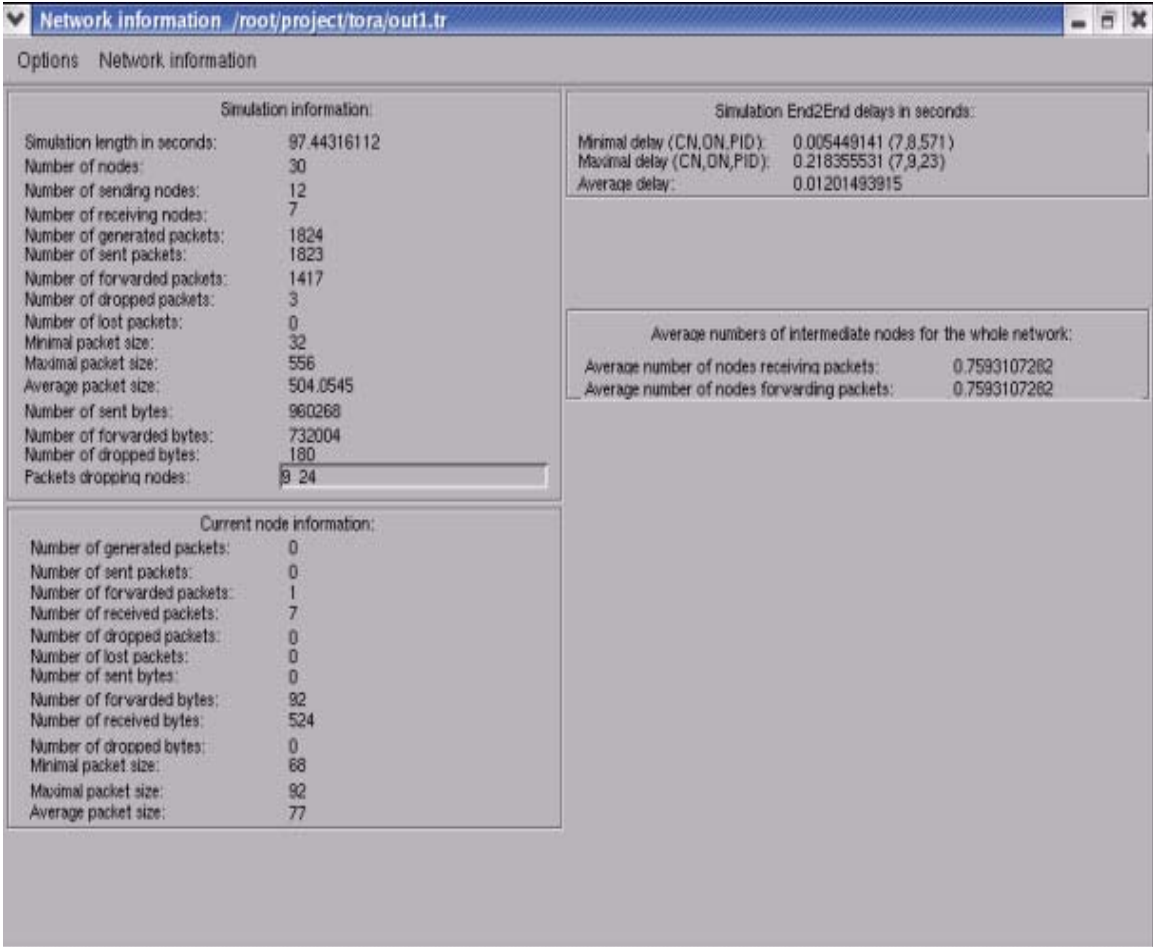 Network information /root/project/tora/out1.tr
Options Network information
Simulation information:
Simulation length in seconds: 97.44316112
Number of nodes: 30
Number of sending nodes: 12
Number of receiving nodes: 7
Number of generated packets: 1824
Number of sent packets: 1823
Number of forwarded packets: 1417
Number of dropped packets: 3
Number of lost packets: 0
Minimal packet size: 32
Maximal packet size: 556
Average packet size: 504.0545
Number of sent bytes: 960268
Number of forwarded bytes: 732004
Number of dropped bytes: 180
Packets dropping nodes: 9 24
Current node information:
Number of generated packets: 0
Number of sent packets: 0
Number of forwarded packets: 1
Number of received packets: 7
Number of dropped packets: 0
Number of lost packets: 0
Number of sent bytes: 0
Number of forwarded bytes: 92
Number of received bytes: 524
Number of dropped bytes: 0
Minimal packet size: 68
Maximal packet size: 92
Average packet size: 77
Simulation End2End delays in seconds:
Minimal delay (CN,ON,PID): 0.005449141 (7,8,571)
Maximal delay (CN,ON,PID): 0.218355531 (7,9,23)
Average delay: 0.01201493915
Average numbers of intermediate nodes for the whole network:
Average number of nodes receiving packets: 0.7593107282
Average number of nodes forwarding packets: 0.7593107282